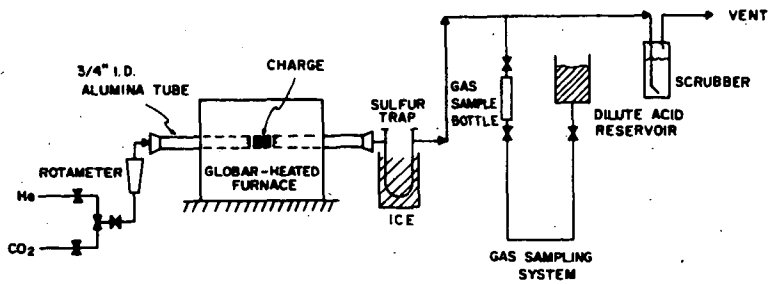 VENT
3/4" I.D.
ALUMINA TUBE
CHARGE
SULFUR
TRAP
GAS
SAMPLE
BOTTLE
DILUTE ACID
RESERVOIR
SCRUBBER
ROTAMETER
GLOBAR-HEATED
FURNACE
He
CO2
ICE
GAS SAMPLING
SYSTEM